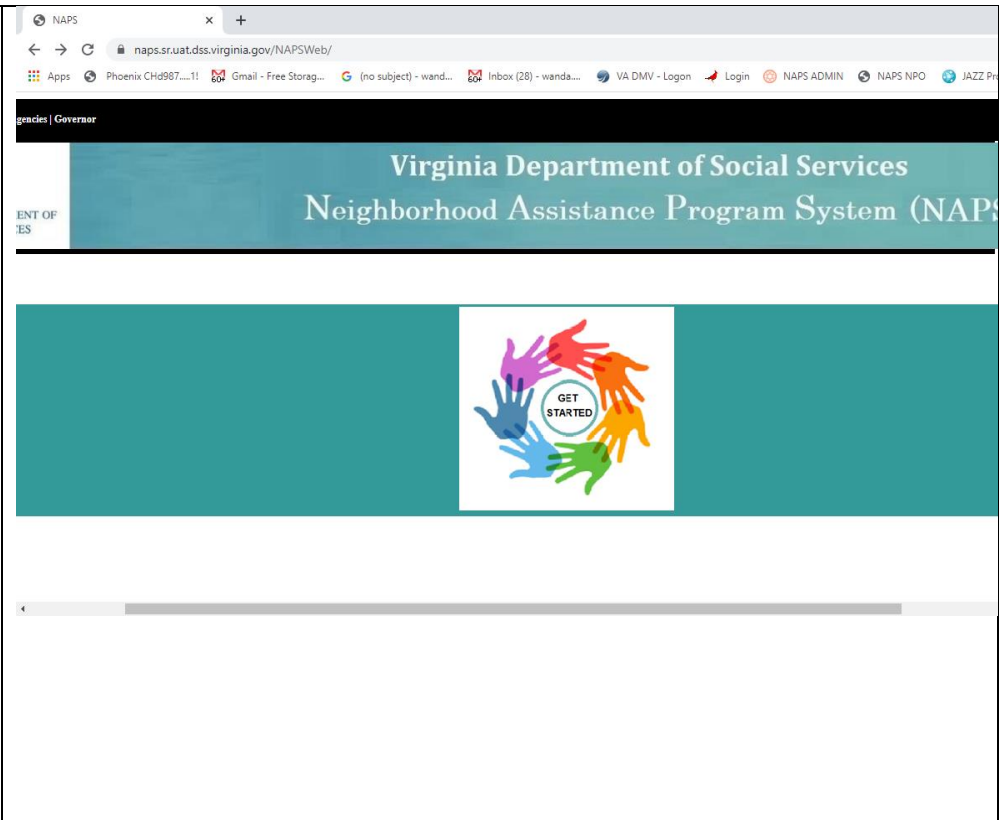 NAPS
naps.sr.uat.dss.virginia.gov/NAPSWeb/
Apps Phoenix CHd987.....1! Gmail - Free Storag... (no subject) - wand... Inbox (28) - wanda.... VA DMV - Logon Login NAPS ADMIN NAPS NPO JAZZ Pr
gencies | Governor
Virginia Department of Social Services
Neighborhood Assistance Program System (NAPS
ENT OF
CES
GET
STARTED